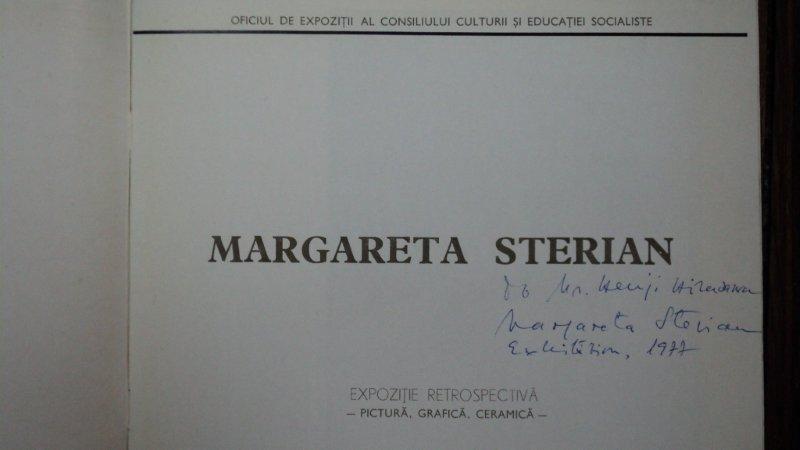 OFICIUL DE EXPOZIȚII AL CONSILIULUI CULTURII ȘI EDUCAȚIEI SOCIALISTE
MARGARETA STERIAN
To Mr. Kenji
Margareta Sterian
Exhibition, 1977
EXPOZIȚIE RETROSPECTIVĂ
— PICTURĂ, GRAFICĂ, CERAMICĂ —